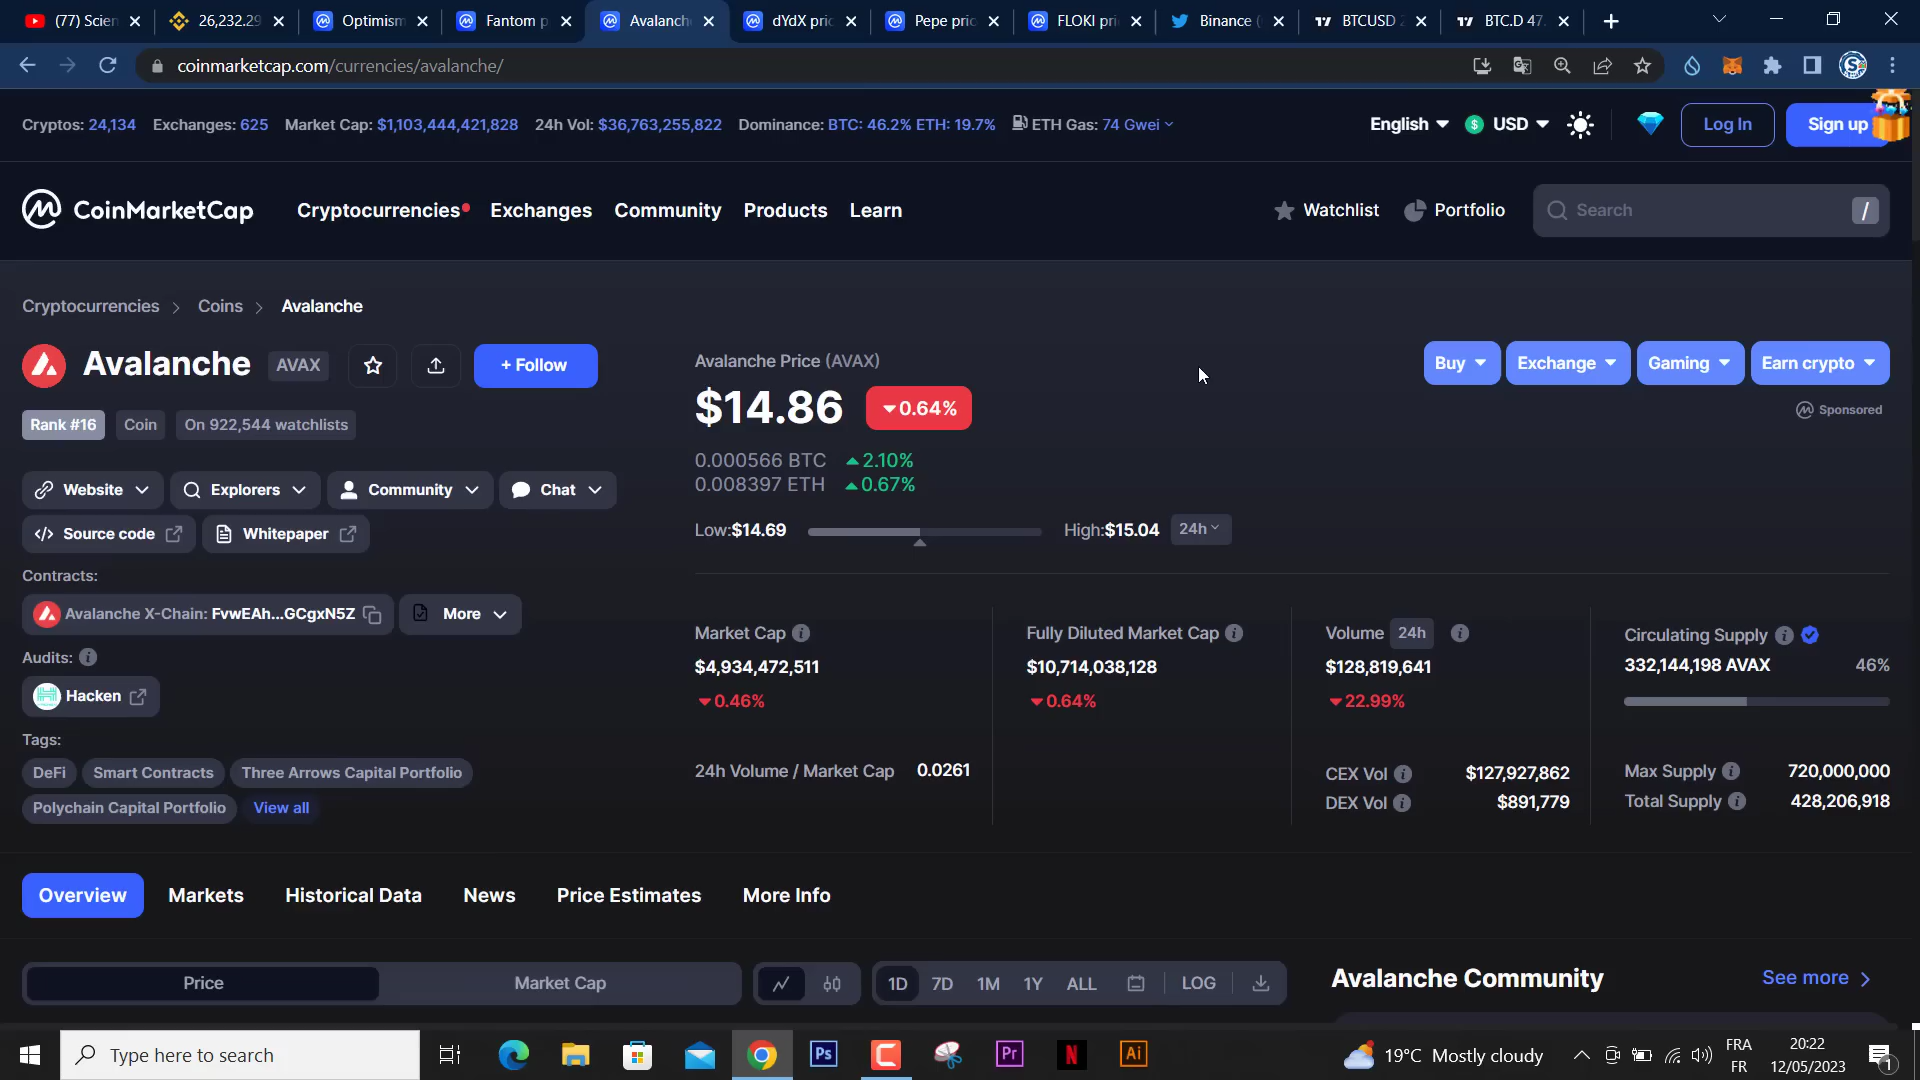 (77) Scien
26,232.29
Optimism
Fantom p
Avalanch
dYdX pric
Pepe pric
FLOKI pri
Binance (
BTCUSD 2
BTC.D 47.
coinmarketcap.com/currencies/avalanche/
Cryptos: 24,134 Exchanges: 625 Market Cap: $1,103,444,421,828 24h Vol: $36,763,255,822 Dominance: BTC: 46.2% ETH: 19.7% ETH Gas: 74 Gwei
English
USD
Log In
Sign up
CoinMarketCap
Cryptocurrencies Exchanges Community Products Learn
Watchlist Portfolio
Search /
Cryptocurrencies > Coins > Avalanche
Avalanche AVAX
+ Follow
Rank #16 Coin On 922,544 watchlists
Website Explorers Community Chat
Source code Whitepaper
Contracts:
Avalanche X-Chain: FvwEAh...GCgxN5Z
More
Audits:
Hacken
Tags:
DeFi Smart Contracts Three Arrows Capital Portfolio
Polychain Capital Portfolio View all
Avalanche Price (AVAX)
$14.86 0.64%
0.000566 BTC 2.10%
0.008397 ETH 0.67%
Low:$14.69 High:$15.04 24h
Buy Exchange Gaming Earn crypto
Sponsored
Market Cap
$4,934,472,511
0.46%
24h Volume / Market Cap 0.0261
Fully Diluted Market Cap
$10,714,038,128
0.64%
Volume 24h
$128,819,641
22.99%
CEX Vol $127,927,862
DEX Vol $891,779
Circulating Supply
332,144,198 AVAX 46%
Max Supply 720,000,000
Total Supply 428,206,918
Overview Markets Historical Data News Price Estimates More Info
Price Market Cap
1D 7D 1M 1Y ALL LOG
Avalanche Community See more >
Type here to search
Ps
Pr
N
Ai
19°C Mostly cloudy
FRA
FR
20:22
12/05/2023
1